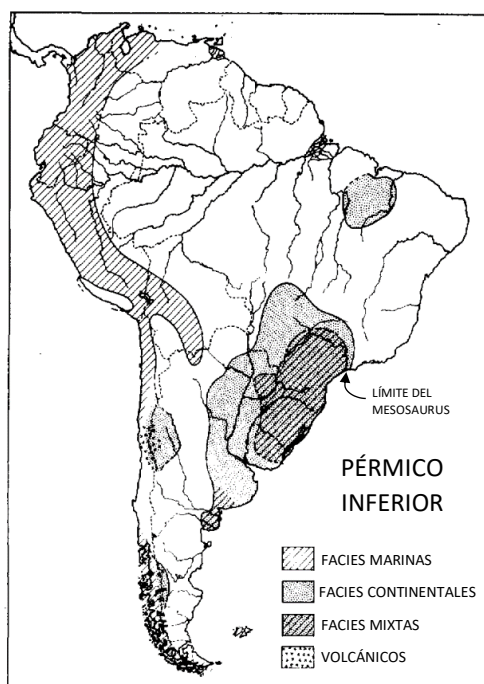 LÍMITE DEL
MESOSAURUS
PÉRMICO
INFERIOR
FACIES MARINAS
FACIES CONTINENTALES
FACIES MIXTAS
VOLCÁNICOS